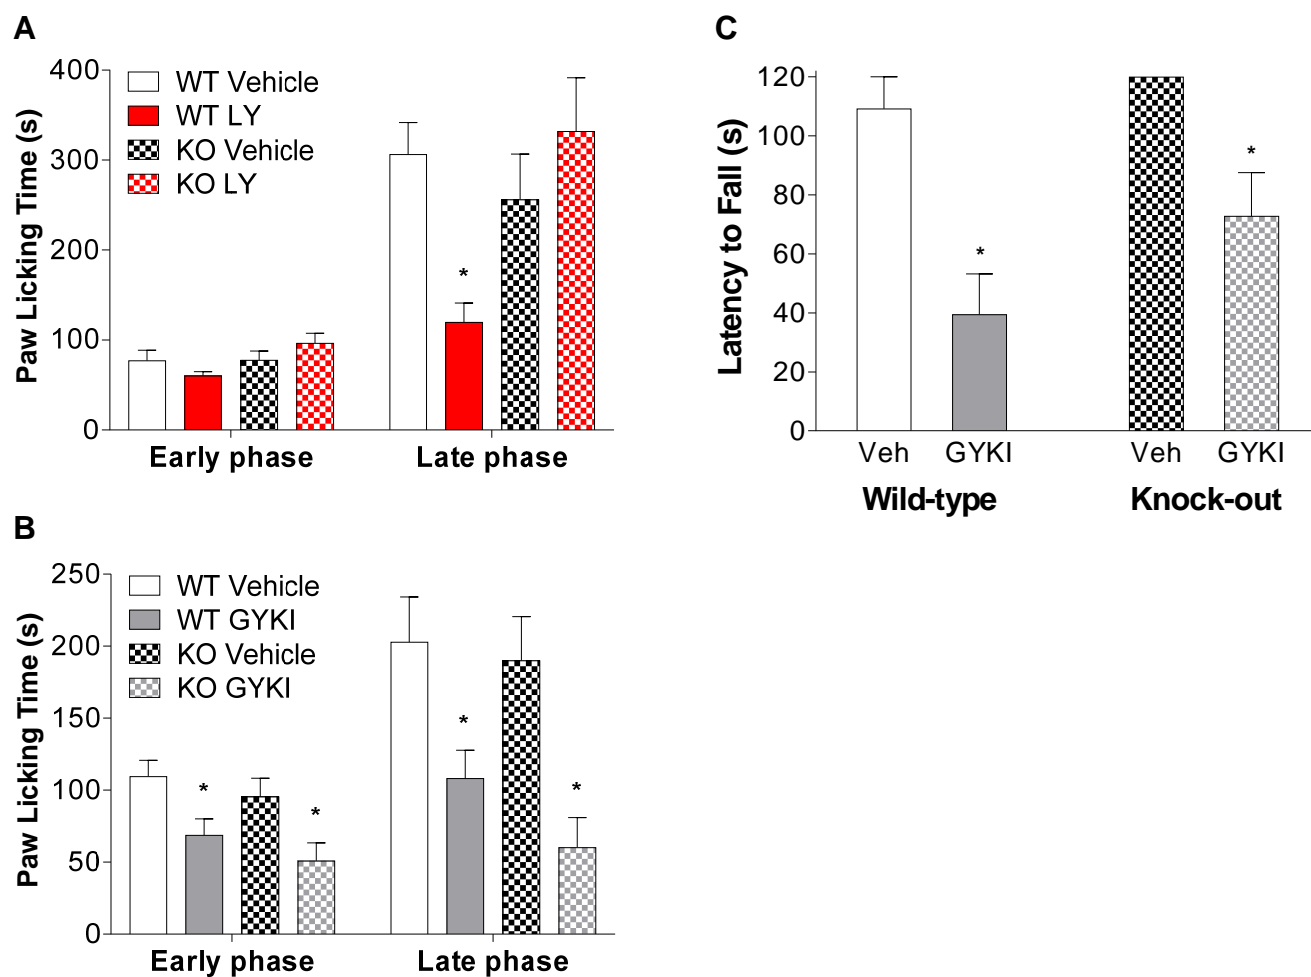 A
Paw Licking Time (s)
400
300
200
100
0
WT Vehicle
WT LY
KO Vehicle
KO LY
*
Early phase
Late phase
B
Paw Licking Time (s)
250
200
150
100
50
0
WT Vehicle
WT GYKI
KO Vehicle
KO GYKI
*
*
*
*
Early phase
Late phase
C
Latency to Fall (s)
120
100
80
60
40
20
0
*
*
Veh
GYKI
Veh
GYKI
Wild-type
Knock-out